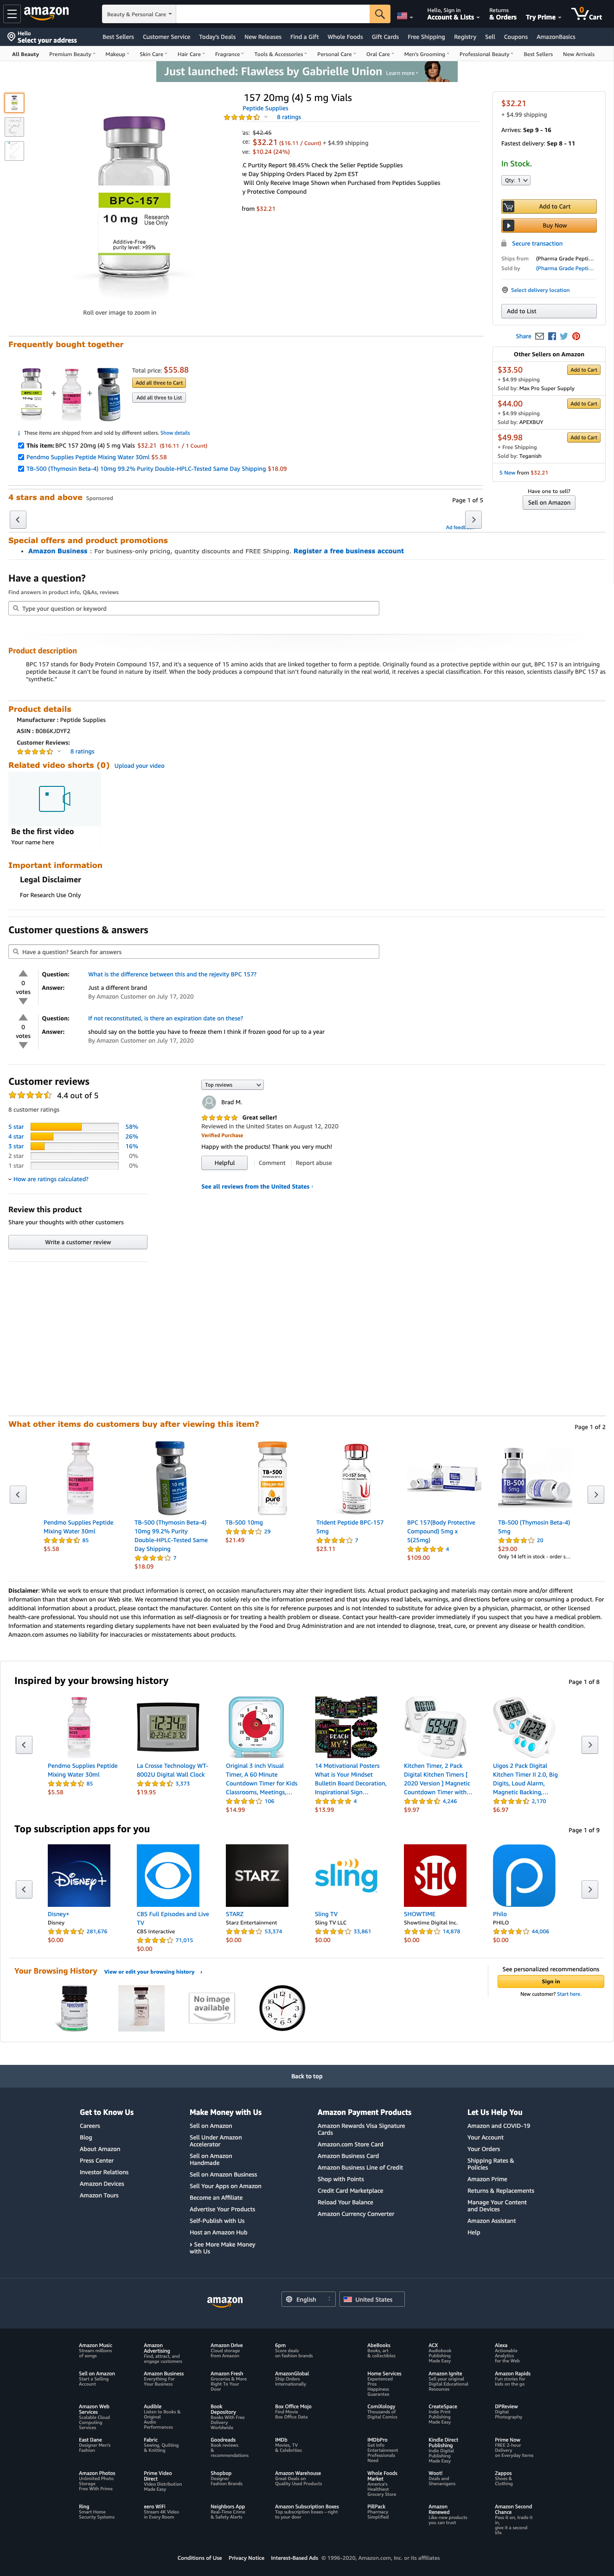 Hello
Select your address
amazon
Beauty & Personal Care
Hello, Sign in
Account & Lists
Returns
& Orders
Try Prime
0
Cart
Best Sellers
Customer Service
Today's Deals
New Releases
Find a Gift
Whole Foods
Gift Cards
Free Shipping
Registry
Sell
Coupons
AmazonBasics
All Beauty
Premium Beauty
Makeup
Skin Care
Hair Care
Fragrance
Tools & Accessories
Personal Care
Oral Care
Men's Grooming
Professional Beauty
Best Sellers
New Arrivals
Just launched: Flawless by Gabrielle Union Learn more
BPC-157
10 mg
Research
Use Only
Additive-Free
purity level: >99%
Roll over image to zoom in
157 20mg (4) 5 mg Vials
Peptide Supplies
8 ratings
as: $42.45
ce: $32.21 ($16.11 / Count) + $4.99 shipping
ve: $10.24 (24%)
.C Purtity Report 98.45% Check the Seller Peptide Supplies
ie Day Shipping Orders Placed by 2pm EST
Will Only Receive Image Shown when Purchased from Peptides Supplies
y Protective Compound
from $32.21
$32.21
+ $4.99 shipping
Arrives: Sep 9 - 16
Fastest delivery: Sep 8 - 11
In Stock.
Qty: 1
Add to Cart
Buy Now
Secure transaction
Ships from (Pharma Grade Pepti...
Sold by (Pharma Grade Pepti...
Select delivery location
Add to List
Share
Other Sellers on Amazon
$33.50
Add to Cart
+ $4.99 shipping
Sold by: Max Pro Super Supply
$44.00
Add to Cart
+ $4.99 shipping
Sold by: APEXBUY
$49.98
Add to Cart
+ Free Shipping
Sold by: Teganish
5 New from $32.21
Have one to sell?
Sell on Amazon
Frequently bought together
Total price: $55.88
Add all three to Cart
Add all three to List
These items are shipped from and sold by different sellers. Show details
This item: BPC 157 20mg (4) 5 mg Vials $32.21 ($16.11 / 1 Count)
Pendmo Supplies Peptide Mixing Water 30ml $5.58
TB-500 (Thymosin Beta-4) 10mg 99.2% Purity Double-HPLC-Tested Same Day Shipping $18.09
4 stars and above Sponsored
Page 1 of 5
Ad feedb
Special offers and product promotions
Amazon Business : For business-only pricing, quantity discounts and FREE Shipping. Register a free business account
Have a question?
Find answers in product info, Q&As, reviews
Type your question or keyword
Product description
BPC 157 stands for Body Protein Compound 157, and it's a sequence of 15 amino acids that are linked together to form a peptide. Originally found as a protective peptide within our gut, BPC 157 is an intriguing
peptide because it can't be found in nature by itself. When the body produces a compound that isn't found naturally in the real world, it receives a special classification. For this reason, scientists classify BPC 157 as
"synthetic."
Product details
Manufacturer : Peptide Supplies
ASIN : B086KJDYF2
Customer Reviews:
8 ratings
Related video shorts (0) Upload your video
Be the first video
Your name here
Important information
Legal Disclaimer
For Research Use Only
Customer questions & answers
Have a question? Search for answers
0
votes
Question: What is the difference between this and the rejevity BPC 157?
Answer: Just a different brand
By Amazon Customer on July 17, 2020
0
votes
Question: If not reconstituted, is there an expiration date on these?
Answer: should say on the bottle you have to freeze them I think if frozen good for up to a year
By Amazon Customer on July 17, 2020
Customer reviews
4.4 out of 5
8 customer ratings
5 star 58%
4 star 26%
3 star 16%
2 star 0%
1 star 0%
How are ratings calculated?
Review this product
Share your thoughts with other customers
Write a customer review
Top reviews
Brad M.
Great seller!
Reviewed in the United States on August 12, 2020
Verified Purchase
Happy with the products! Thank you very much!
Helpful
Comment
Report abuse
See all reviews from the United States
What other items do customers buy after viewing this item?
Page 1 of 2
Pendmo Supplies Peptide
Mixing Water 30ml
85
$5.58
TB-500 (Thymosin Beta-4)
10mg 99.2% Purity
Double-HPLC-Tested Same
Day Shipping
7
$18.09
TB-500 10mg
29
$21.49
Trident Peptide BPC-157
5mg
7
$23.11
BPC 157(Body Protective
Compound) 5mg x
5(25mg)
4
$109.00
TB-500 (Thymosin Beta-4)
5mg
20
$29.00
Only 14 left in stock - order s...
Disclaimer: While we work to ensure that product information is correct, on occasion manufacturers may alter their ingredient lists. Actual product packaging and materials may contain more and/or different
information than that shown on our Web site. We recommend that you do not solely rely on the information presented and that you always read labels, warnings, and directions before using or consuming a product. For
additional information about a product, please contact the manufacturer. Content on this site is for reference purposes and is not intended to substitute for advice given by a physician, pharmacist, or other licensed
health-care professional. You should not use this information as self-diagnosis or for treating a health problem or disease. Contact your health-care provider immediately if you suspect that you have a medical problem.
Information and statements regarding dietary supplements have not been evaluated by the Food and Drug Administration and are not intended to diagnose, treat, cure, or prevent any disease or health condition.
Amazon.com assumes no liability for inaccuracies or misstatements about products.
Inspired by your browsing history
Page 1 of 8
Pendmo Supplies Peptide
Mixing Water 30ml
85
$5.58
La Crosse Technology WT-
8002U Digital Wall Clock
3,373
$19.95
Original 3 inch Visual
Timer, A 60 Minute
Countdown Timer for Kids
Classrooms, Meetings,...
106
$14.99
14 Motivational Posters
What is Your Mindset
Bulletin Board Decoration,
Inspirational Sign...
4
$13.99
Kitchen Timer, 2 Pack
Digital Kitchen Timers [
2020 Version ] Magnetic
Countdown Timer with...
4,246
$9.97
Uigos 2 Pack Digital
Kitchen Timer II 2.0, Big
Digits, Loud Alarm,
Magnetic Backing,...
2,170
$6.97
Top subscription apps for you
Page 1 of 9
Disney+
Disney
281,676
$0.00
CBS Full Episodes and Live
TV
CBS Interactive
71,015
$0.00
STARZ
STARZ
Starz Entertainment
53,374
$0.00
sling
Sling TV
Sling TV LLC
33,861
$0.00
SHO
SHOWTIME
Showtime Digital Inc.
14,878
$0.00
Philo
PHILO
44,006
$0.00
Your Browsing History View or edit your browsing history
No image
available
See personalized recommendations
Sign in
New customer? Start here.
Back to top
Get to Know Us
Careers
Blog
About Amazon
Press Center
Investor Relations
Amazon Devices
Amazon Tours
Make Money with Us
Sell on Amazon
Sell Under Amazon
Accelerator
Sell on Amazon
Handmade
Sell on Amazon Business
Sell Your Apps on Amazon
Become an Affiliate
Advertise Your Products
Self-Publish with Us
Host an Amazon Hub
› See More Make Money
with Us
Amazon Payment Products
Amazon Rewards Visa Signature
Cards
Amazon.com Store Card
Amazon Business Card
Amazon Business Line of Credit
Shop with Points
Credit Card Marketplace
Reload Your Balance
Amazon Currency Converter
Let Us Help You
Amazon and COVID-19
Your Account
Your Orders
Shipping Rates &
Policies
Amazon Prime
Returns & Replacements
Manage Your Content
and Devices
Amazon Assistant
Help
amazon
English
United States
Amazon Music
Stream millions
of songs
Amazon
Advertising
Find, attract, and
engage customers
Amazon Drive
Cloud storage
from Amazon
6pm
Score deals
on fashion brands
AbeBooks
Books, art
& collectibles
ACX
Audiobook
Publishing
Made Easy
Alexa
Actionable
Analytics
for the Web
Sell on Amazon
Start a Selling
Account
Amazon Business
Everything For
Your Business
Amazon Fresh
Groceries & More
Right To Your
Door
AmazonGlobal
Ship Orders
Internationally
Home Services
Experienced
Pros
Happiness
Guarantee
Amazon Ignite
Sell your original
Digital Educational
Resources
Amazon Rapids
Fun stories for
kids on the go
Amazon Web
Services
Scalable Cloud
Computing
Services
Audible
Listen to Books &
Original
Audio
Performances
Book
Depository
Books With Free
Delivery
Worldwide
Box Office Mojo
Find Movie
Box Office Data
ComiXology
Thousands of
Digital Comics
CreateSpace
Indie Print
Publishing
Made Easy
DPReview
Digital
Photography
East Dane
Designer Men's
Fashion
Fabric
Sewing, Quilting
& Knitting
Goodreads
Book reviews
&
recommendations
IMDb
Movies, TV
& Celebrities
IMDbPro
Get Info
Entertainment
Professionals
Need
Kindle Direct
Publishing
Indie Digital
Publishing
Made Easy
Prime Now
FREE 2-hour
Delivery
on Everyday Items
Amazon Photos
Unlimited Photo
Storage
Free With Prime
Prime Video
Direct
Video Distribution
Made Easy
Shopbop
Designer
Fashion Brands
Amazon Warehouse
Great Deals on
Quality Used Products
Whole Foods
Market
America's
Healthiest
Grocery Store
Woot!
Deals and
Shenanigans
Zappos
Shoes &
Clothing
Ring
Smart Home
Security Systems
eero WiFi
Stream 4K Video
in Every Room
Neighbors App
Real-Time Crime
& Safety Alerts
Amazon Subscription Boxes
Top subscription boxes – right
to your door
PillPack
Pharmacy
Simplified
Amazon
Renewed
Like-new products
you can trust
Amazon Second
Chance
Pass it on, trade it
in,
give it a second
life
Conditions of Use Privacy Notice Interest-Based Ads © 1996-2020, Amazon.com, Inc. or its affiliates